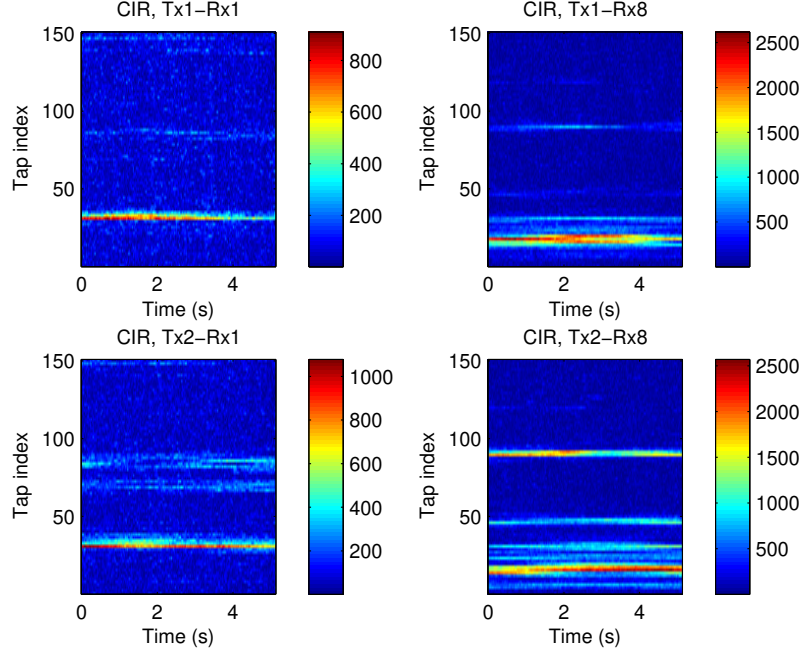 CIR, Tx1−Rx1
150
100
50
Tap index
0 2 4
Time (s)
800
600
400
200
CIR, Tx1−Rx8
150
100
50
Tap index
0 2 4
Time (s)
2500
2000
1500
1000
500
CIR, Tx2−Rx1
150
100
50
Tap index
0 2 4
Time (s)
1000
800
600
400
200
CIR, Tx2−Rx8
150
100
50
Tap index
0 2 4
Time (s)
2500
2000
1500
1000
500